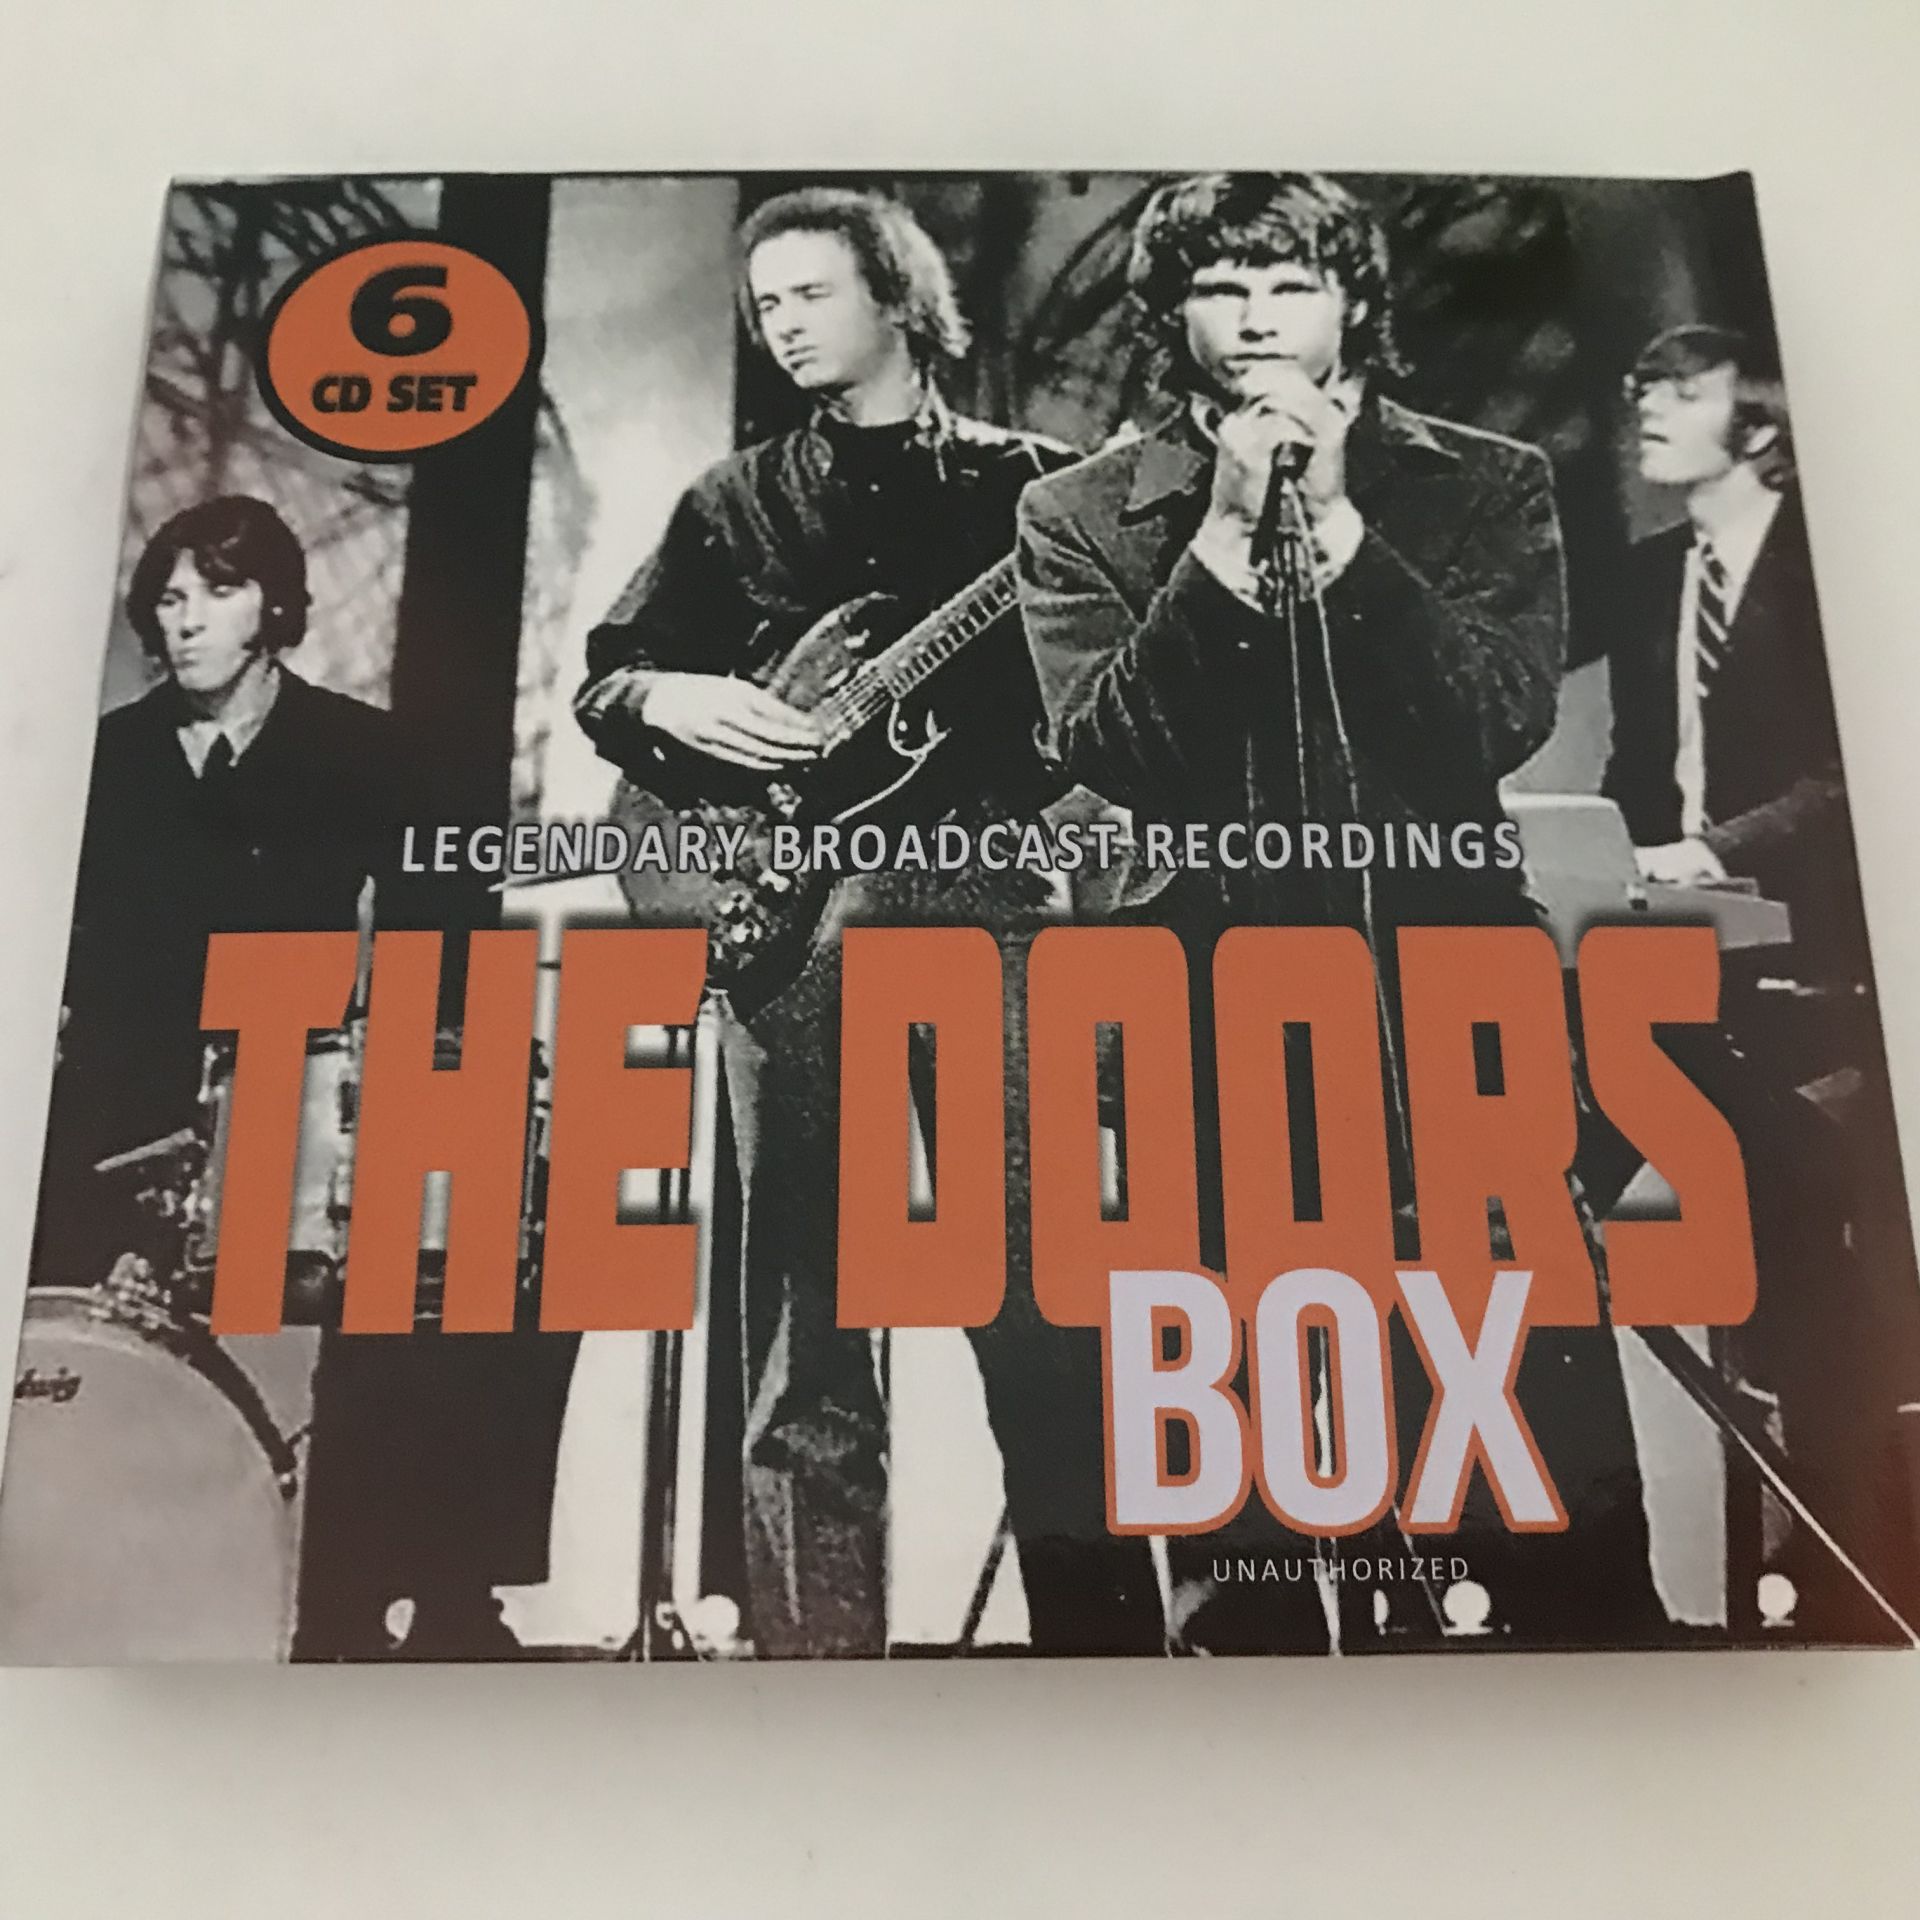 6
CD SET
LEGENDARY BROADCAST RECORDINGS
THE DOORS
BOX
UNAUTHORIZED